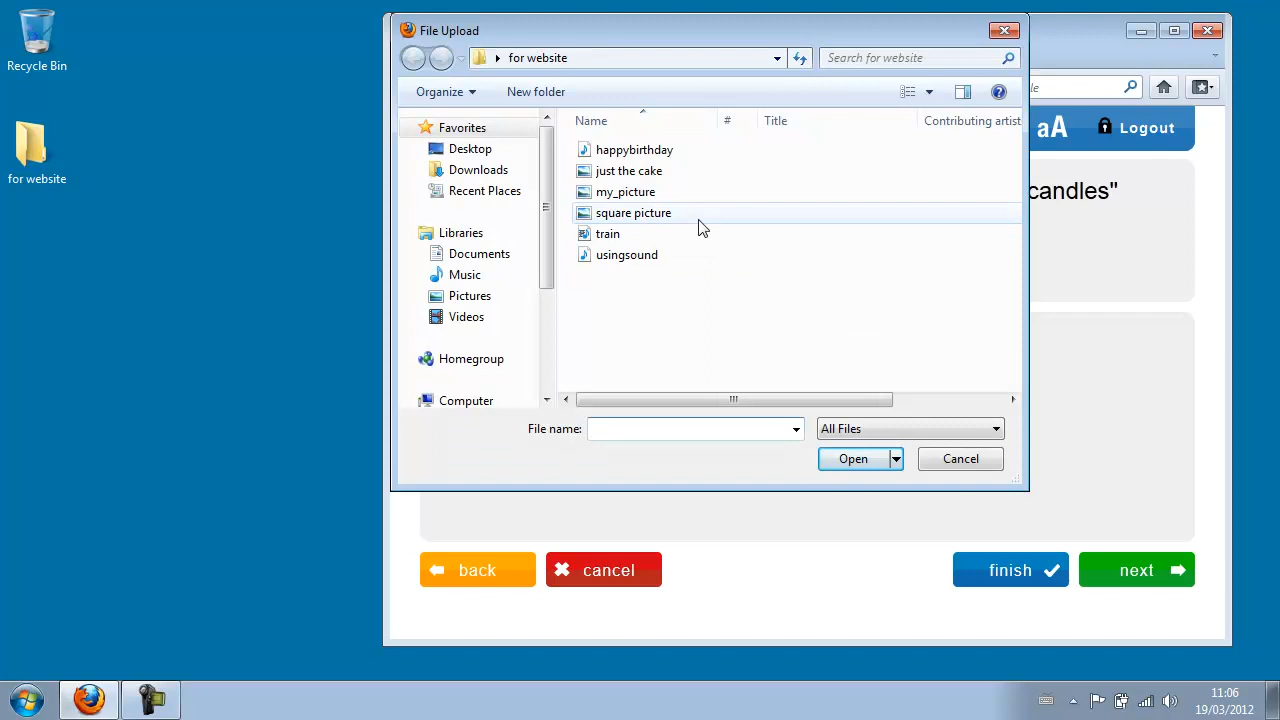 Recycle Bin
for website
File Upload
for website
Search for website
Organize
New folder
Name
#
Title
Contributing artist
Favorites
Desktop
Downloads
Recent Places
Libraries
Documents
Music
Pictures
Videos
Homegroup
Computer
happybirthday
just the cake
my_picture
square picture
train
usingsound
File name:
All Files
Open
Cancel
aA
Logout
candles"
back
cancel
finish
next
11:06
19/03/2012